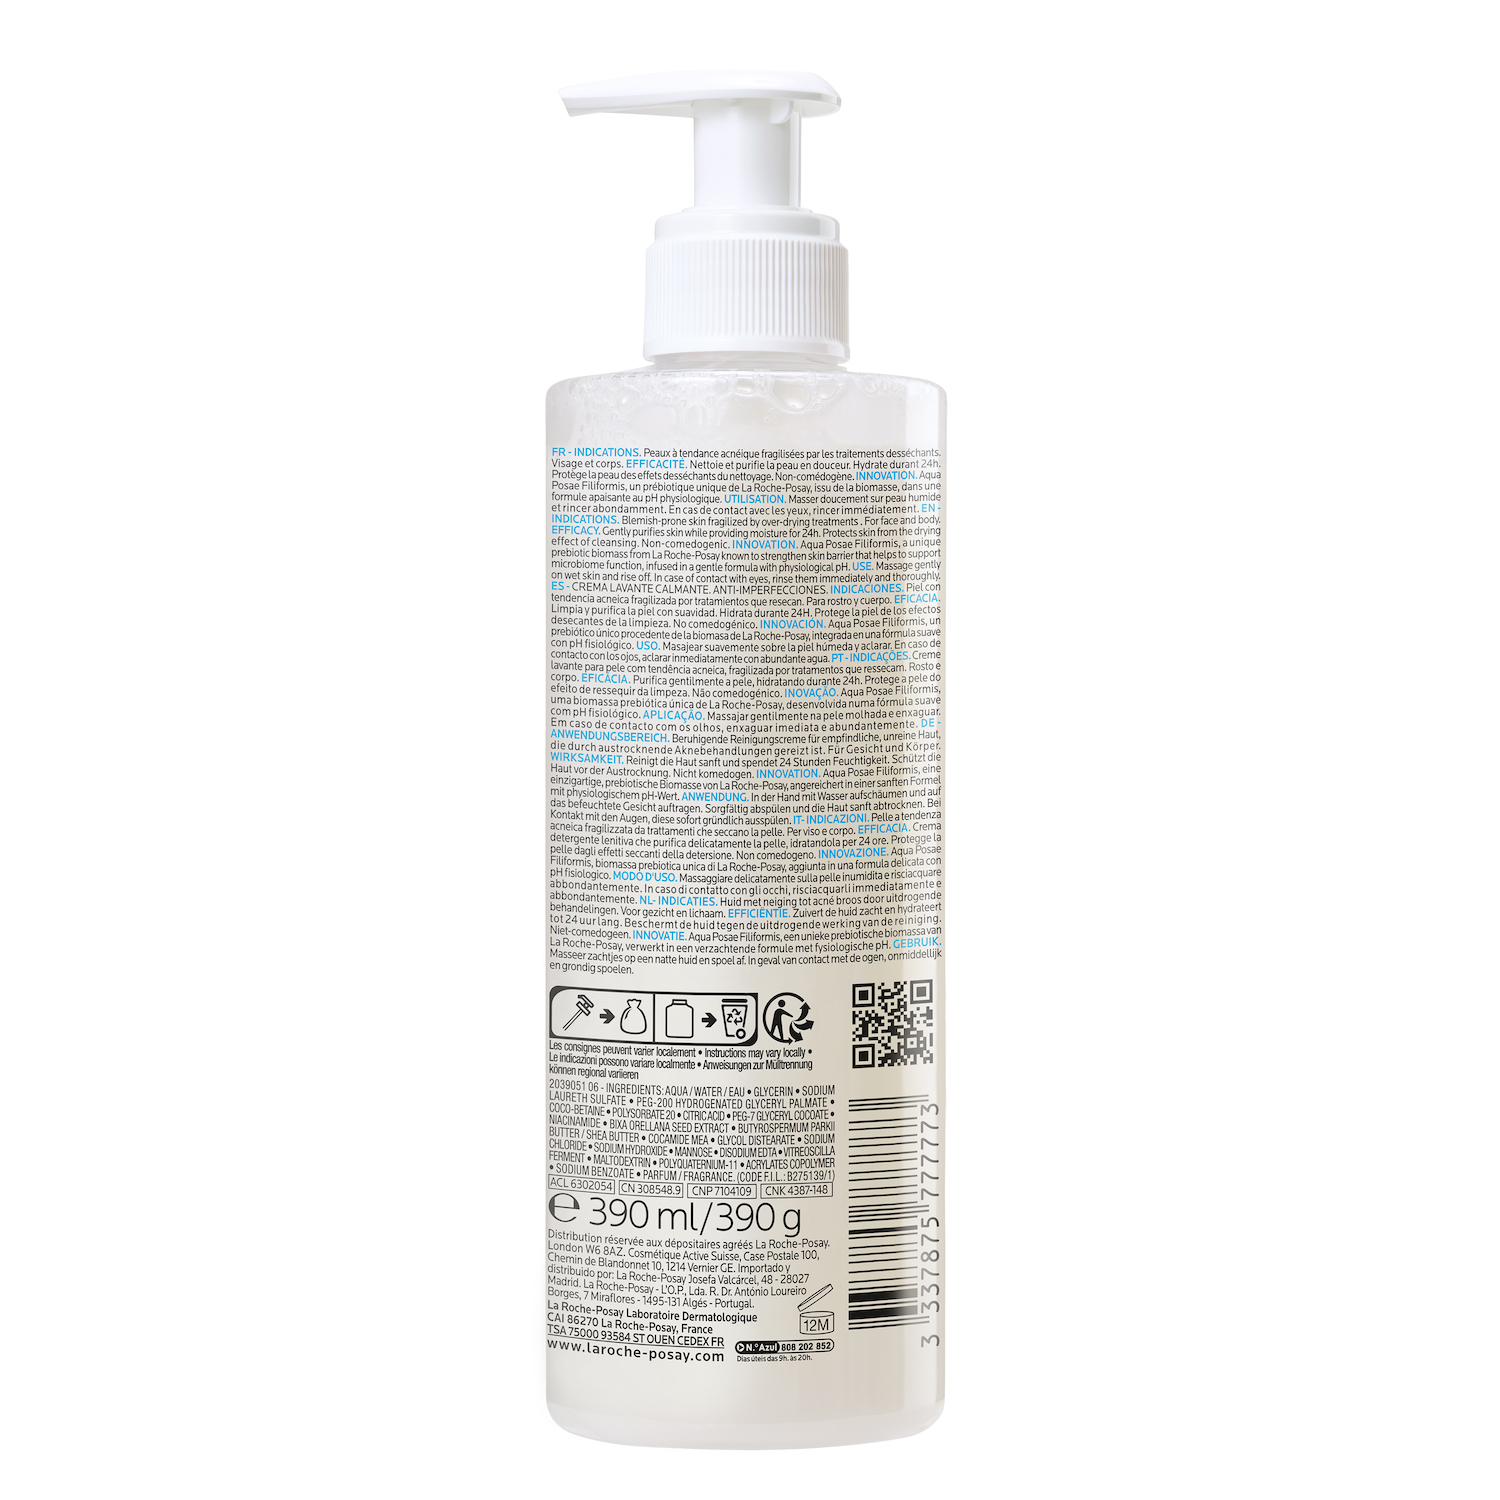 FR - INDICATIONS. Peaux à tendance acnéique fragilisées par les traitements desséchants.
Visage et corps. EFFICACITÉ. Nettoie et purifie la peau en douceur. Hydrate durant 24h.
Protège la peau des effets desséchants du nettoyage. Non-comédogène. INNOVATION. Aqua
Posae Filiformis, un prébiotique unique de La Roche-Posay, issu de la biomasse, dans une
formule apaisante au pH physiologique. UTILISATION. Masser doucement sur peau humide
et rincer abondamment. En cas de contact avec les yeux, rincer immédiatement. EN -
INDICATIONS. Blemish-prone skin fragilized by over-drying treatments . For face and body.
EFFICACY. Gently purifies skin while providing moisture for 24h. Protects skin from the drying
effect of cleansing. Non-comedogenic. INNOVATION. Aqua Posae Filiformis, a unique
prebiotic biomass from La Roche-Posay known to strengthen skin barrier that helps to support
microbiome function, infused in a gentle formula with physiological pH. USE. Massage gently
on wet skin and rise off. In case of contact with eyes, rinse them immediately and thoroughly.
ES - CREMA LAVANTE CALMANTE. ANTI-IMPERFECCIONES. INDICACIONES. Piel con
tendencia acneica fragilizada por tratamientos que resecan. Para rostro y cuerpo. EFICACIA.
Limpia y purifica la piel con suavidad. Hidrata durante 24H. Protege la piel de los efectos
desecantes de la limpieza. No comedogénico. INNOVACIÓN. Aqua Posae Filiformis, un
prebiótico único procedente de la biomasa de La Roche-Posay, integrada en una fórmula suave
con pH fisiológico. USO. Masajear suavemente sobre la piel húmeda y aclarar. En caso de
contacto con los ojos, aclarar inmediatamente con abundante agua. PT - INDICAÇÕES. Creme
lavante para pele com tendência acneica, fragilizada por tratamentos que ressecam. Rosto e
corpo. EFICÁCIA. Purifica gentilmente a pele, hidratando durante 24h. Protege a pele do
efeito de ressequir da limpeza. Não comedogénico. INOVAÇÃO. Aqua Posae Filiformis,
uma biomassa prebiótica única de La Roche-Posay, desenvolvida numa fórmula suave
com pH fisiológico. APLICAÇÃO. Massajar gentilmente na pele molhada e enxaguar.
Em caso de contacto com os olhos, enxaguar imediata e abundantemente. DE -
ANWENDUNGSBEREICH. Beruhigende Reinigungscreme für empfindliche, unreine Haut,
die durch austrocknende Aknebehandlungen gereizt ist. Für Gesicht und Körper.
WIRKSAMKEIT. Reinigt die Haut sanft und spendet 24 Stunden Feuchtigkeit. Schützt die
Haut vor der Austrocknung. Nicht komedogen. INNOVATION. Aqua Posae Filiformis, eine
einzigartige, prebiotische Biomasse von La Roche-Posay, angereichert in einer sanften Formel
mit physiologischem pH-Wert. ANWENDUNG. In der Hand mit Wasser aufschäumen und auf
das befeuchtete Gesicht auftragen. Sorgfältig abspülen und die Haut sanft abtrocknen. Bei
Kontakt mit den Augen, diese sofort gründlich ausspülen. IT- INDICAZIONI. Pelle a tendenza
acneica fragilizzata da trattamenti che seccano la pelle. Per viso e corpo. EFFICACIA. Crema
detergente lenitiva che purifica delicatamente la pelle, idratandola per 24 ore. Protegge la
pelle dagli effetti seccanti della detersione. Non comedogeno. INNOVAZIONE. Aqua Posae
Filiformis, biomassa prebiotica unica di La Roche-Posay, aggiunta in una formula delicata con
pH fisiologico. MODO D'USO. Massaggiare delicatamente sulla pelle inumidita e risciacquare
abbondantemente. In caso di contatto con gli occhi, risciacquarli immediatamente e
abbondantemente. NL- INDICATIES. Huid met neiging tot acné broos door uitdrogende
behandelingen. Voor gezicht en lichaam. EFFICIËNTIE. Zuivert de huid zacht en hydrateert
tot 24 uur lang. Beschermt de huid tegen de uitdrogende werking van de reiniging.
Niet-comedogeen. INNOVATIE. Aqua Posae Filiformis, een unieke prebiotische biomassa van
La Roche-Posay, verwerkt in een verzachtende formule met fysiologische pH. GEBRUIK.
Masseer zachtjes op een natte huid en spoel af. In geval van contact met de ogen, onmiddellijk
en grondig spoelen.
Les consignes peuvent varier localement • Instructions may vary locally •
Le indicazioni possono variare localmente • Anweisungen zur Mülltrennung
können regional variieren
2039051 06 - INGREDIENTS: AQUA / WATER / EAU • GLYCERIN • SODIUM
LAURETH SULFATE • PEG-200 HYDROGENATED GLYCERYL PALMATE •
COCO-BETAINE • POLYSORBATE 20 • CITRIC ACID • PEG-7 GLYCERYL COCOATE •
NIACINAMIDE • BIXA ORELLANA SEED EXTRACT • BUTYROSPERMUM PARKII
BUTTER / SHEA BUTTER • COCAMIDE MEA • GLYCOL DISTEARATE • SODIUM
CHLORIDE • SODIUM HYDROXIDE • MANNOSE • DISODIUM EDTA • VITREOSCILLA
FERMENT • MALTODEXTRIN • POLYQUATERNIUM-11 • ACRYLATES COPOLYMER
• SODIUM BENZOATE • PARFUM / FRAGRANCE. (CODE F.I.L.: B275139/1)
ACL 6302054 CN 308548.9 CNP 7104109 CNK 4387-148
e 390 ml/390 g
Distribution réservée aux dépositaires agréés La Roche-Posay.
London W6 8AZ. Cosmétique Active Suisse, Case Postale 100,
Chemin de Blandonnet 10, 1214 Vernier GE. Importado y
distribuido por: La Roche-Posay Josefa Valcárcel, 48 - 28027
Madrid. La Roche-Posay - L'O.P., Lda. R. Dr. António Loureiro
Borges, 7 Miraflores - 1495-131 Algés - Portugal.
La Roche-Posay Laboratoire Dermatologique
CAI 86270 La Roche-Posay, France
TSA 75000 93584 ST OUEN CEDEX FR
www.laroche-posay.com
12M
N.º Azul 808 202 852
Dias úteis das 9h. às 20h.
3 337875 777773